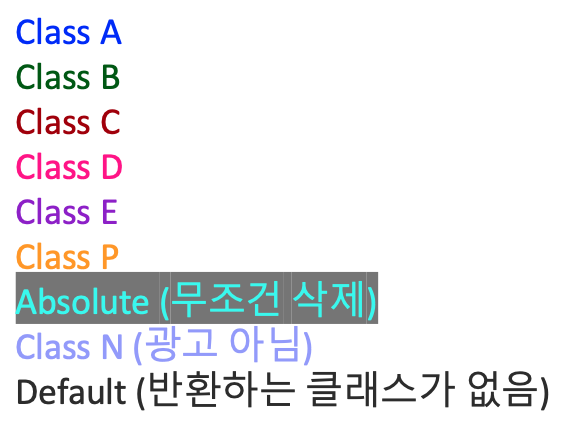 Class A
Class B
Class C
Class D
Class E
Class P
Absolute (무조건 삭제)
Class N (광고 아님)
Default (반환하는 클래스가 없음)